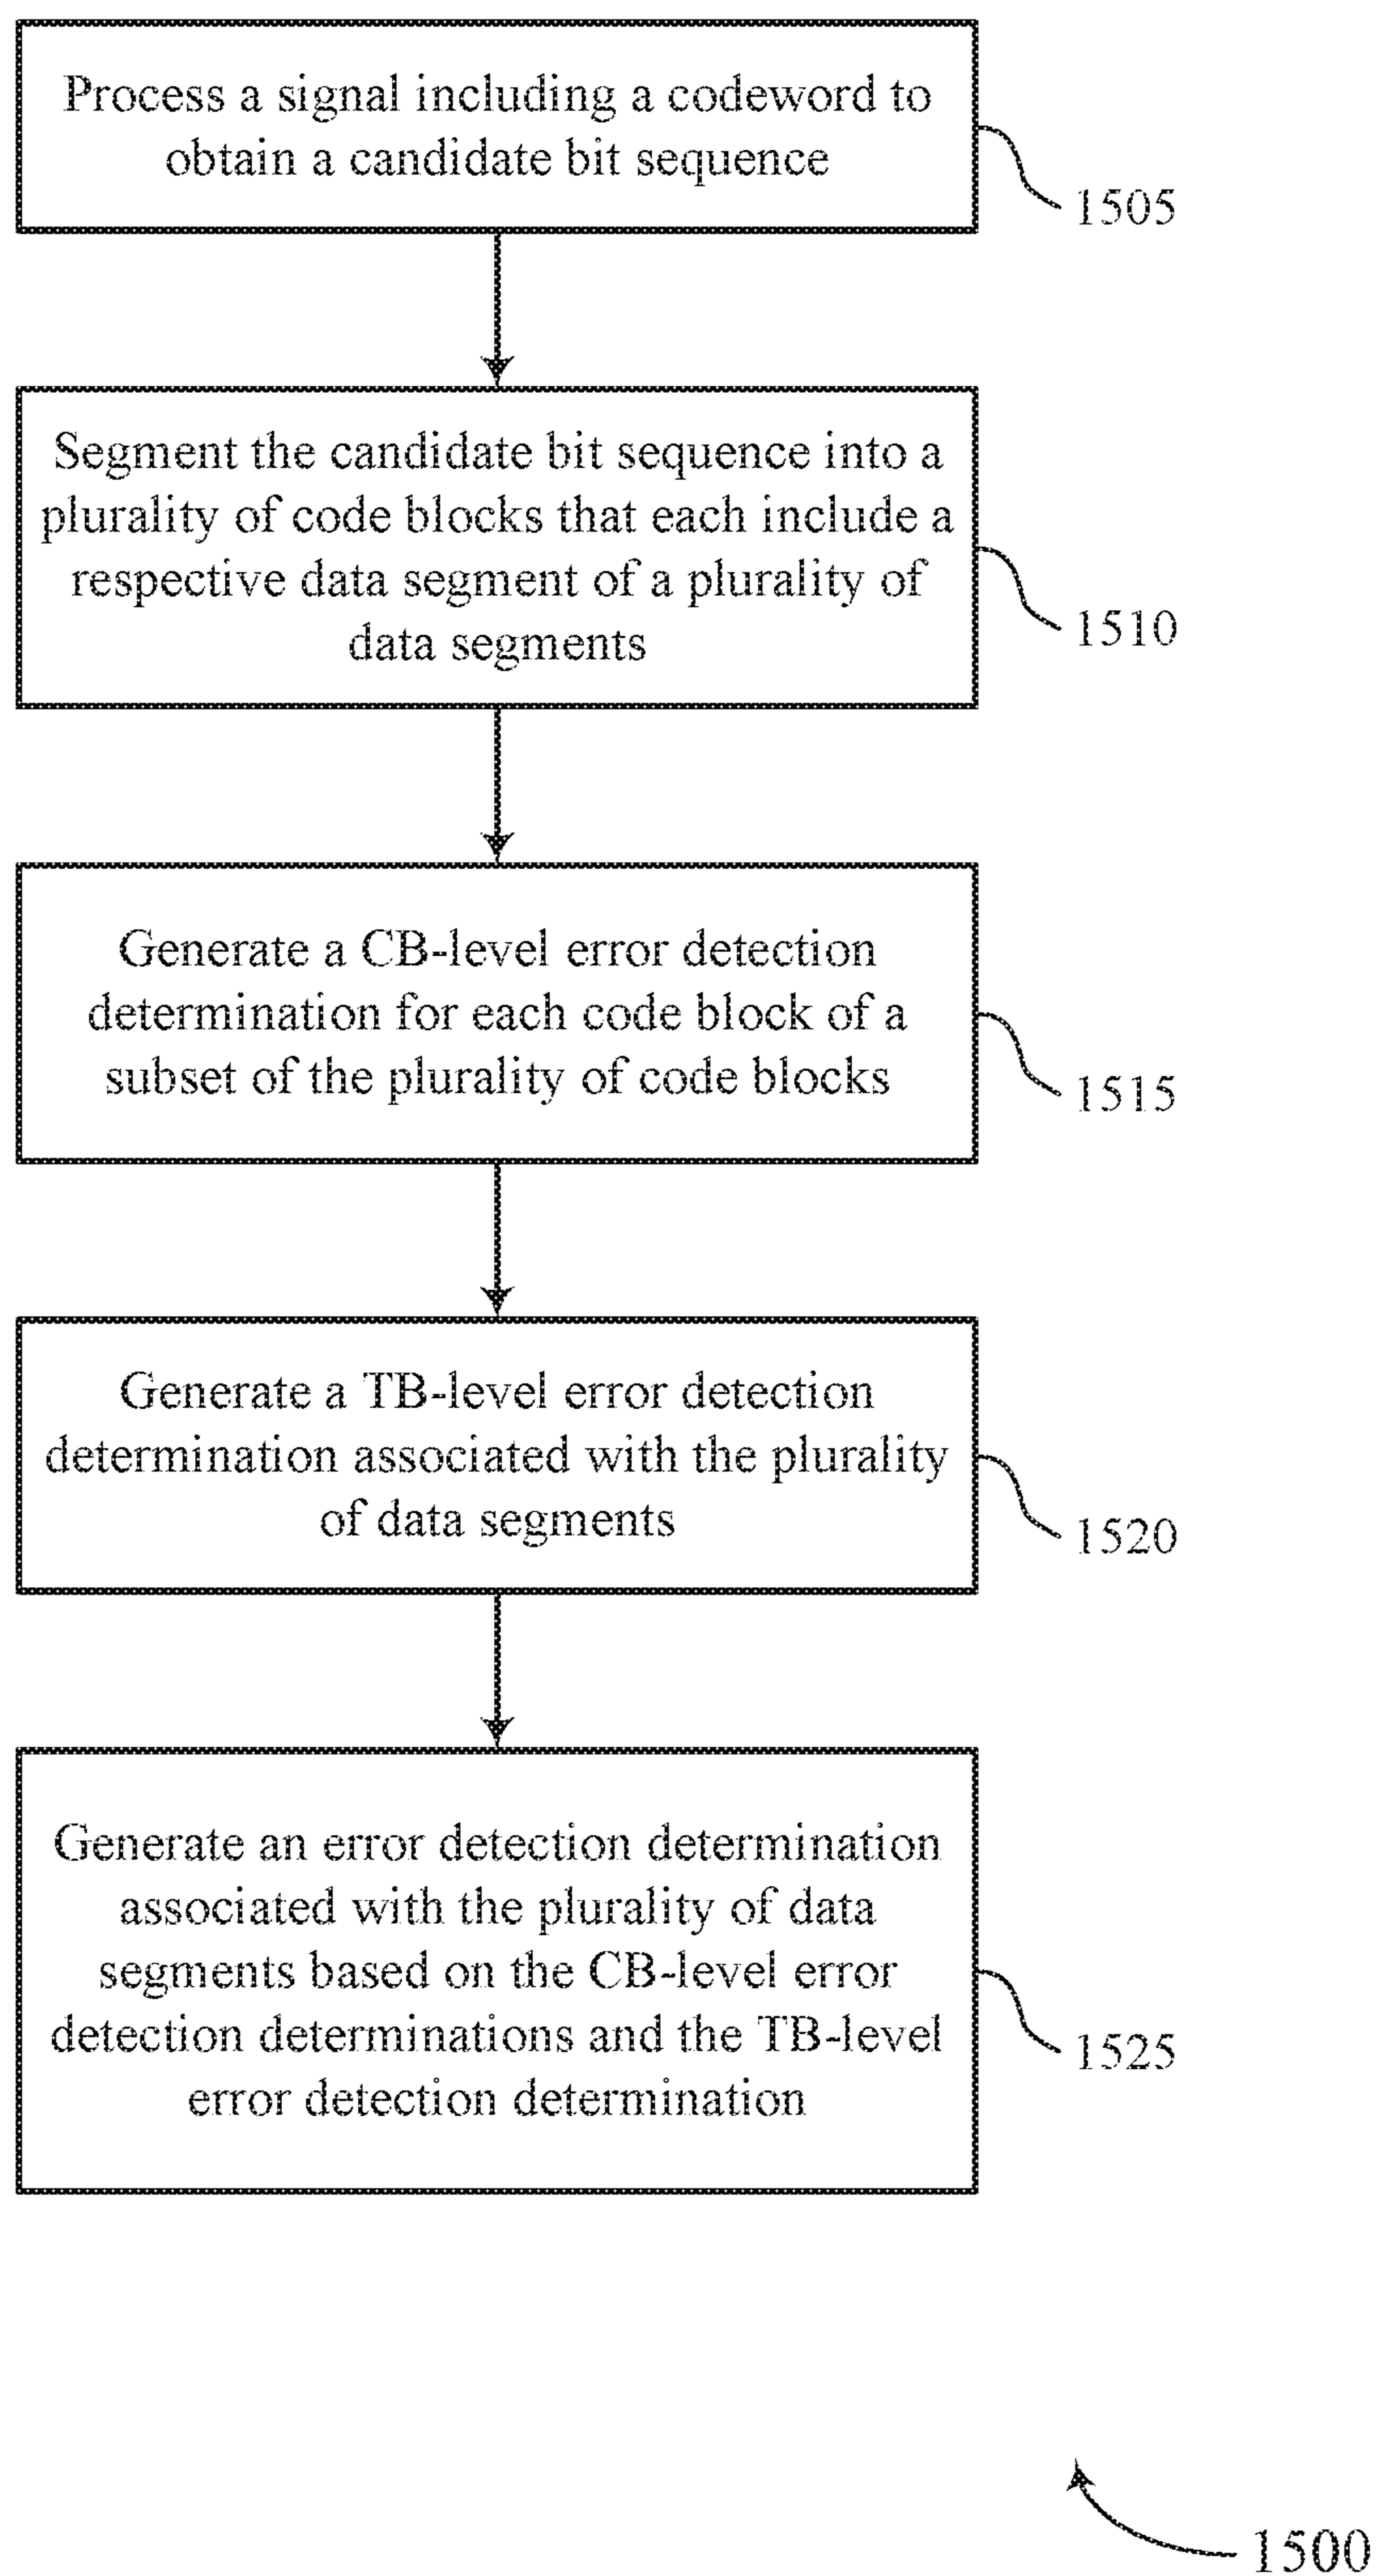 Process a signal including a codeword to
obtain a candidate bit sequence
1505
Segment the candidate bit sequence into a
plurality of code blocks that each include a
respective data segment of a plurality of
data segments
1510
Generate a CB-level error detection
determination for each code block of a
subset of the plurality of code blocks
1515
Generate a TB-level error detection
determination associated with the plurality
of data segments
1520
Generate an error detection determination
associated with the plurality of data
segments based on the CB-level error
detection determinations and the TB-level
error detection determination
1525
1500